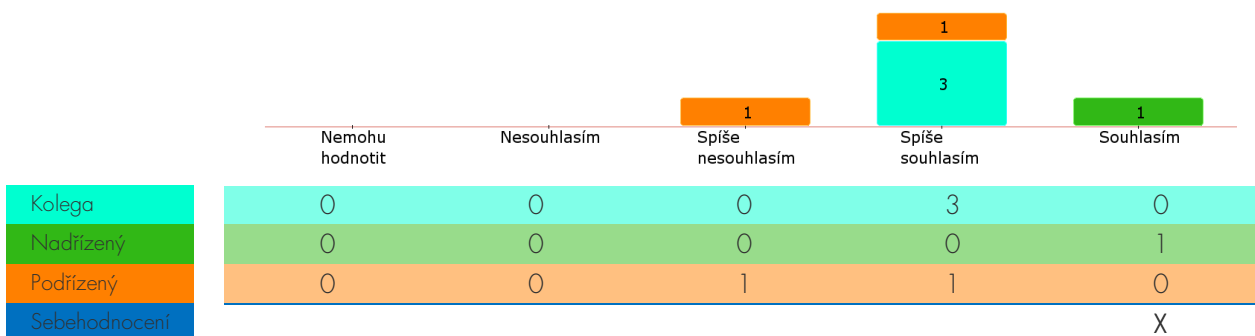 1
3
1
1
Nemohu hodnotit
Nesouhlasím
Spíše nesouhlasím
Spíše souhlasím
Souhlasím
Kolega 0 0 0 3 0
Nadřízený 0 0 0 0 1
Podřízený 0 0 1 1 0
Sebehodnocení X